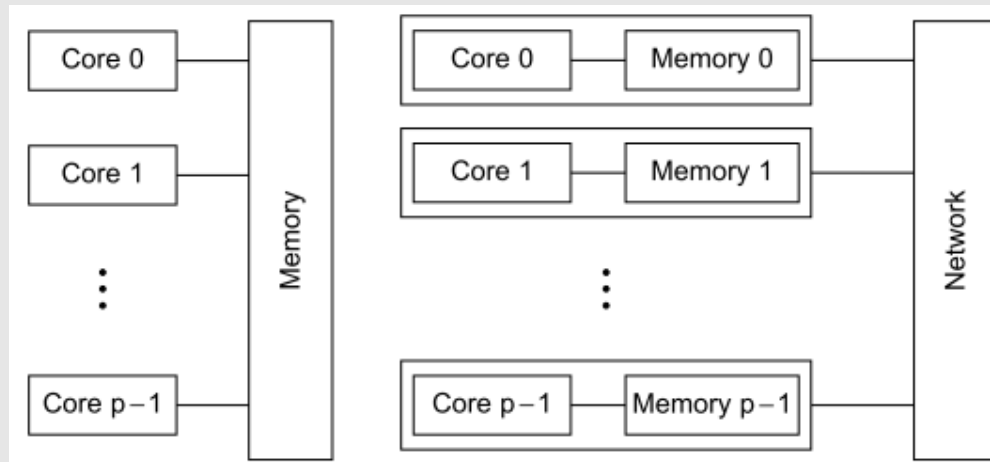 Core 0
Core 1
Core p−1
Memory
Core 0 Memory 0
Core 1 Memory 1
Core p−1 Memory p−1
Network